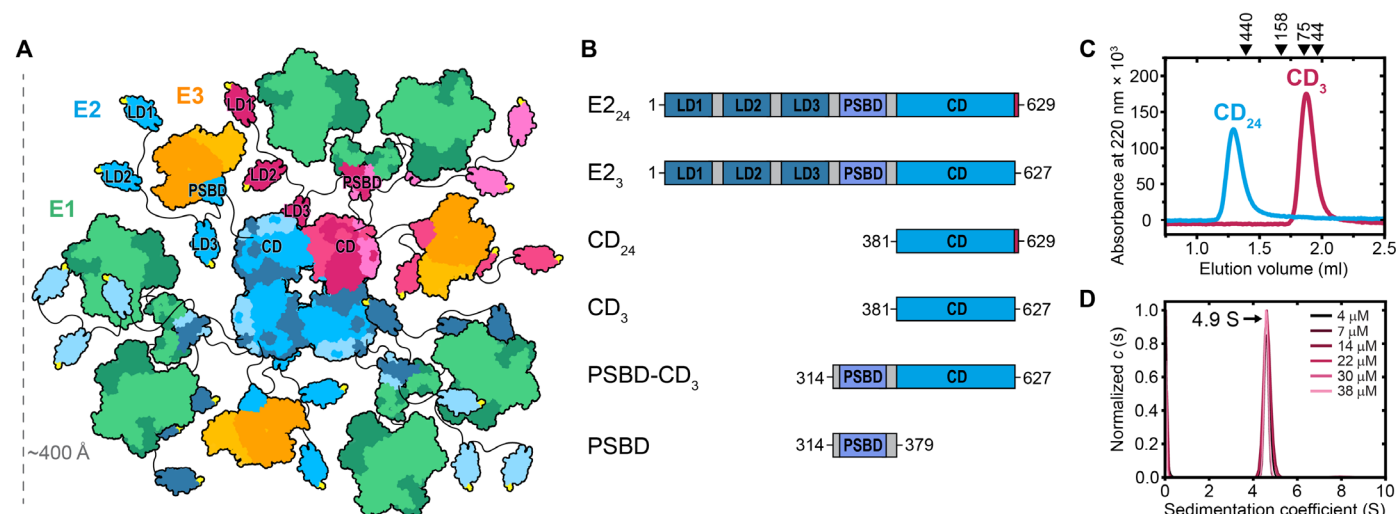 A
E2
E3
LD1
LD1
LD2
PSBD
LD2
PSBD
E1
LD3
LD3
CD
CD
~400 Å
B
E2₂₄ 1 LD1 LD2 LD3 PSBD CD 629
E2₃ 1 LD1 LD2 LD3 PSBD CD 627
CD₂₄ 381 CD 629
CD₃ 381 CD 627
PSBD-CD₃ 314 PSBD CD 627
PSBD 314 PSBD 379
C
440 158 75 44
Absorbance at 220 nm × 10³
200
150
100
50
0
CD₂₄
CD₃
1.0 1.5 2.0 2.5
Elution volume (ml)
D
Normalized c (s)
1.0
0.8
0.6
0.4
0.2
0.0
4.9 S
4 µM
7 µM
14 µM
22 µM
30 µM
38 µM
0 2 4 6 8 10
Sedimentation coefficient (S)